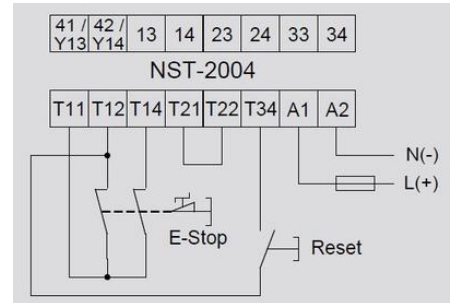 41 / 42 / 13 14 23 24 33 34
Y13 Y14
NST-2004
T11 T12 T14 T21 T22 T34 A1 A2
N(-)
L(+)
E-Stop
Reset